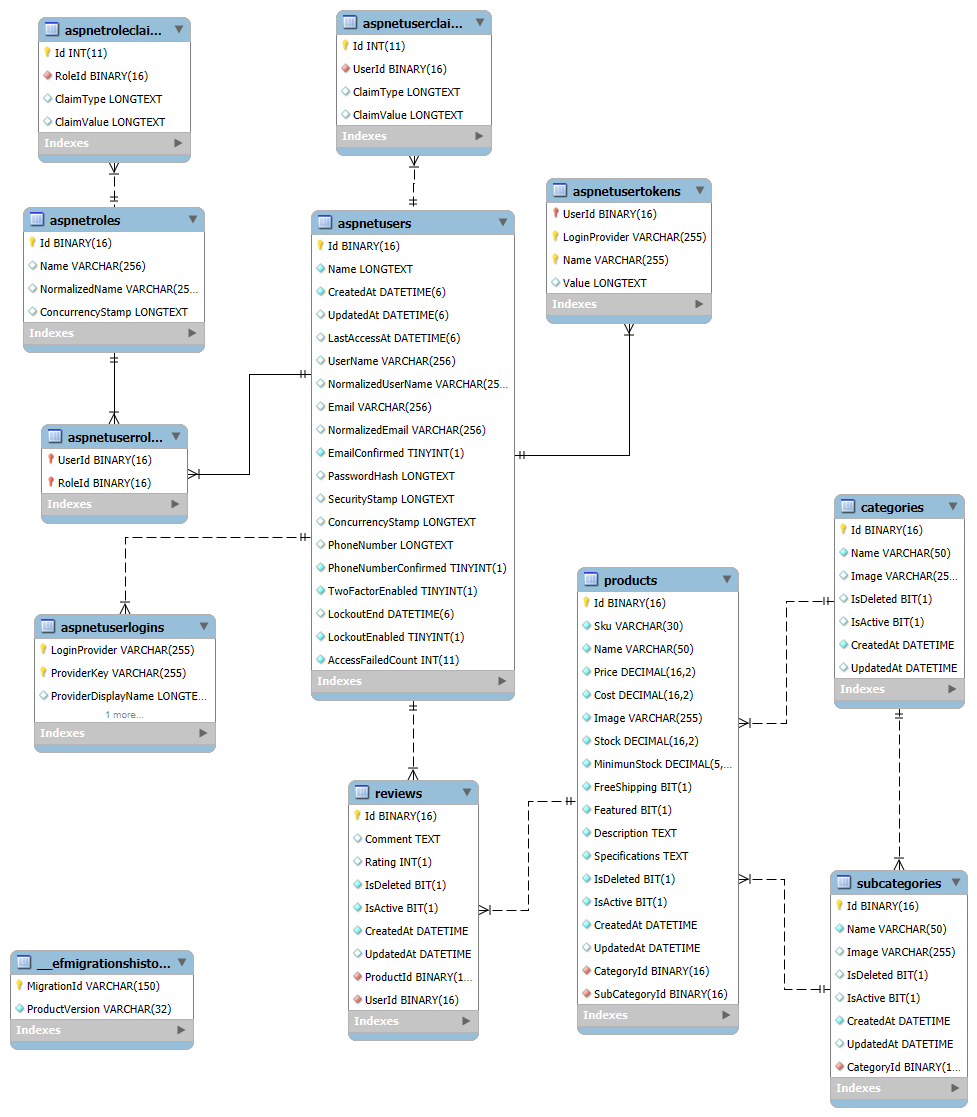 aspnetroleclai...
Id INT(11)
RoleId BINARY(16)
ClaimType LONGTEXT
ClaimValue LONGTEXT
Indexes
aspnetuserclai...
Id INT(11)
UserId BINARY(16)
ClaimType LONGTEXT
ClaimValue LONGTEXT
Indexes
aspnetusertokens
UserId BINARY(16)
LoginProvider VARCHAR(255)
Name VARCHAR(255)
Value LONGTEXT
Indexes
aspnetroles
Id BINARY(16)
Name VARCHAR(256)
NormalizedName VARCHAR(25...
ConcurrencyStamp LONGTEXT
Indexes
aspnetusers
Id BINARY(16)
Name LONGTEXT
CreatedAt DATETIME(6)
UpdatedAt DATETIME(6)
LastAccessAt DATETIME(6)
UserName VARCHAR(256)
NormalizedUserName VARCHAR(25...
Email VARCHAR(256)
NormalizedEmail VARCHAR(256)
EmailConfirmed TINYINT(1)
PasswordHash LONGTEXT
SecurityStamp LONGTEXT
ConcurrencyStamp LONGTEXT
PhoneNumber LONGTEXT
PhoneNumberConfirmed TINYINT(1)
TwoFactorEnabled TINYINT(1)
LockoutEnd DATETIME(6)
LockoutEnabled TINYINT(1)
AccessFailedCount INT(11)
Indexes
aspnetuserrol...
UserId BINARY(16)
RoleId BINARY(16)
Indexes
aspnetuserlogins
LoginProvider VARCHAR(255)
ProviderKey VARCHAR(255)
ProviderDisplayName LONGTE...
1 more...
Indexes
categories
Id BINARY(16)
Name VARCHAR(50)
Image VARCHAR(25...
IsDeleted BIT(1)
IsActive BIT(1)
CreatedAt DATETIME
UpdatedAt DATETIME
Indexes
products
Id BINARY(16)
Sku VARCHAR(30)
Name VARCHAR(50)
Price DECIMAL(16,2)
Cost DECIMAL(16,2)
Image VARCHAR(255)
Stock DECIMAL(16,2)
MinimunStock DECIMAL(5,...
FreeShipping BIT(1)
Featured BIT(1)
Description TEXT
Specifications TEXT
IsDeleted BIT(1)
IsActive BIT(1)
CreatedAt DATETIME
UpdatedAt DATETIME
CategoryId BINARY(16)
SubCategoryId BINARY(16)
Indexes
reviews
Id BINARY(16)
Comment TEXT
Rating INT(1)
IsDeleted BIT(1)
IsActive BIT(1)
CreatedAt DATETIME
UpdatedAt DATETIME
ProductId BINARY(1...
UserId BINARY(16)
Indexes
subcategories
Id BINARY(16)
Name VARCHAR(50)
Image VARCHAR(255)
IsDeleted BIT(1)
IsActive BIT(1)
CreatedAt DATETIME
UpdatedAt DATETIME
CategoryId BINARY(1...
Indexes
__efmigrationshisto...
MigrationId VARCHAR(150)
ProductVersion VARCHAR(32)
Indexes